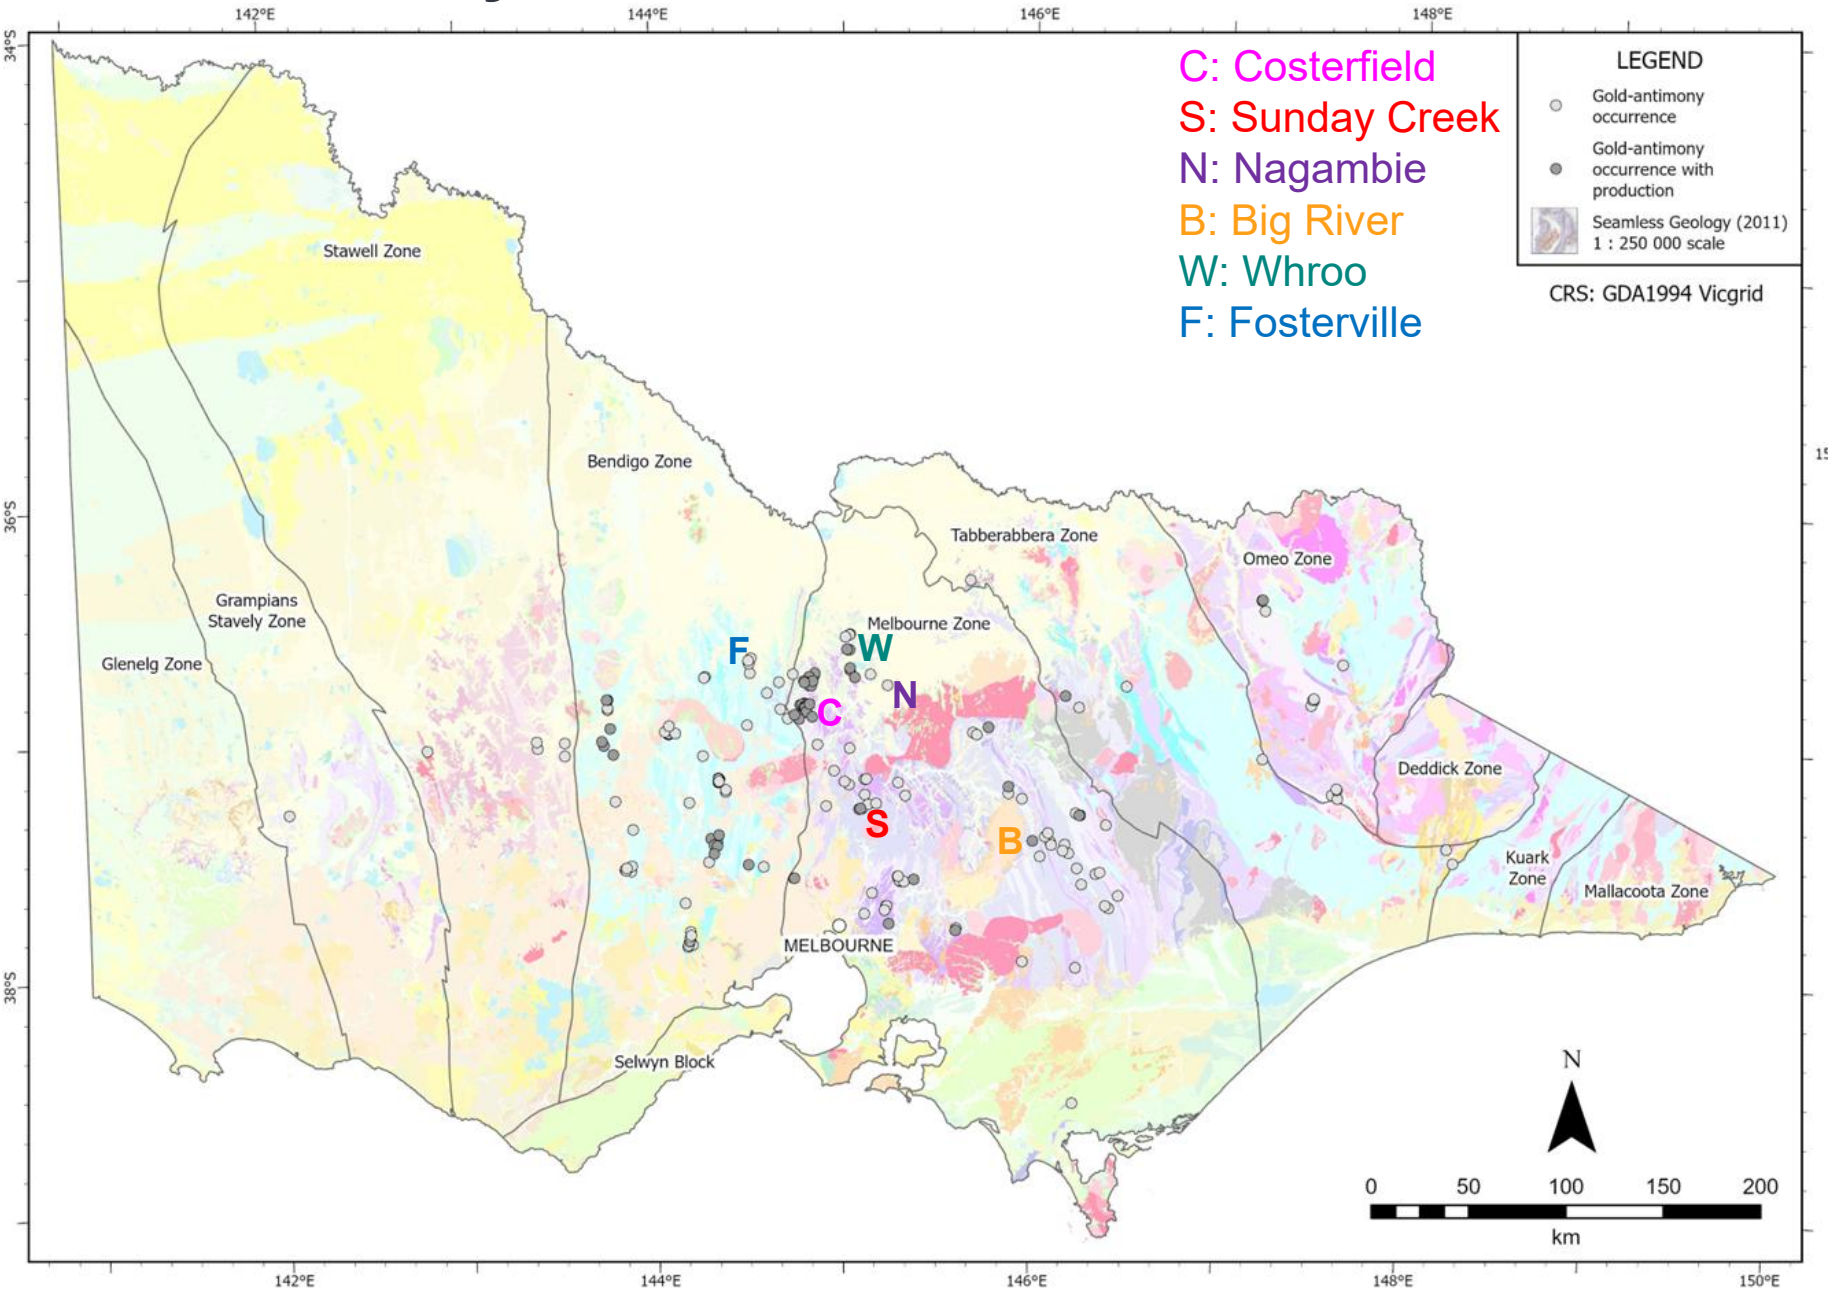 142°E
144°E
146°E
148°E
34°S
36°S
38°S
15
C: Costerfield
S: Sunday Creek
N: Nagambie
B: Big River
W: Whroo
F: Fosterville
LEGEND
Gold-antimony
occurrence
Gold-antimony
occurrence with
production
Seamless Geology (2011)
1 : 250 000 scale
CRS: GDA1994 Vicgrid
Stawell Zone
Bendigo Zone
Tabberabbera Zone
Omeo Zone
Grampians
Stavely Zone
Melbourne Zone
Glenelg Zone
F
W
N
C
Deddick Zone
S
B
Kuark
Zone
Mallacoota Zone
MELBOURNE
Selwyn Block
N
0 50 100 150 200
km
142°E
144°E
146°E
148°E
150°E